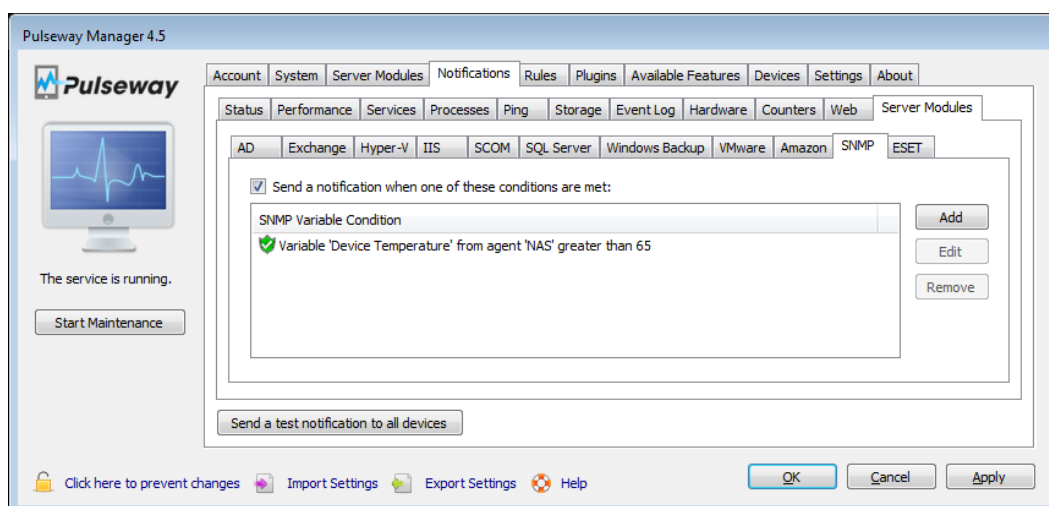 Pulseway Manager 4.5
Pulseway
Account System Server Modules Notifications Rules Plugins Available Features Devices Settings About
Status Performance Services Processes Ping Storage Event Log Hardware Counters Web Server Modules
AD Exchange Hyper-V IIS SCOM SQL Server Windows Backup VMware Amazon SNMP ESET
Send a notification when one of these conditions are met:
SNMP Variable Condition
Variable 'Device Temperature' from agent 'NAS' greater than 65
Add
Edit
Remove
The service is running.
Start Maintenance
Send a test notification to all devices
Click here to prevent changes Import Settings Export Settings Help
OK Cancel Apply